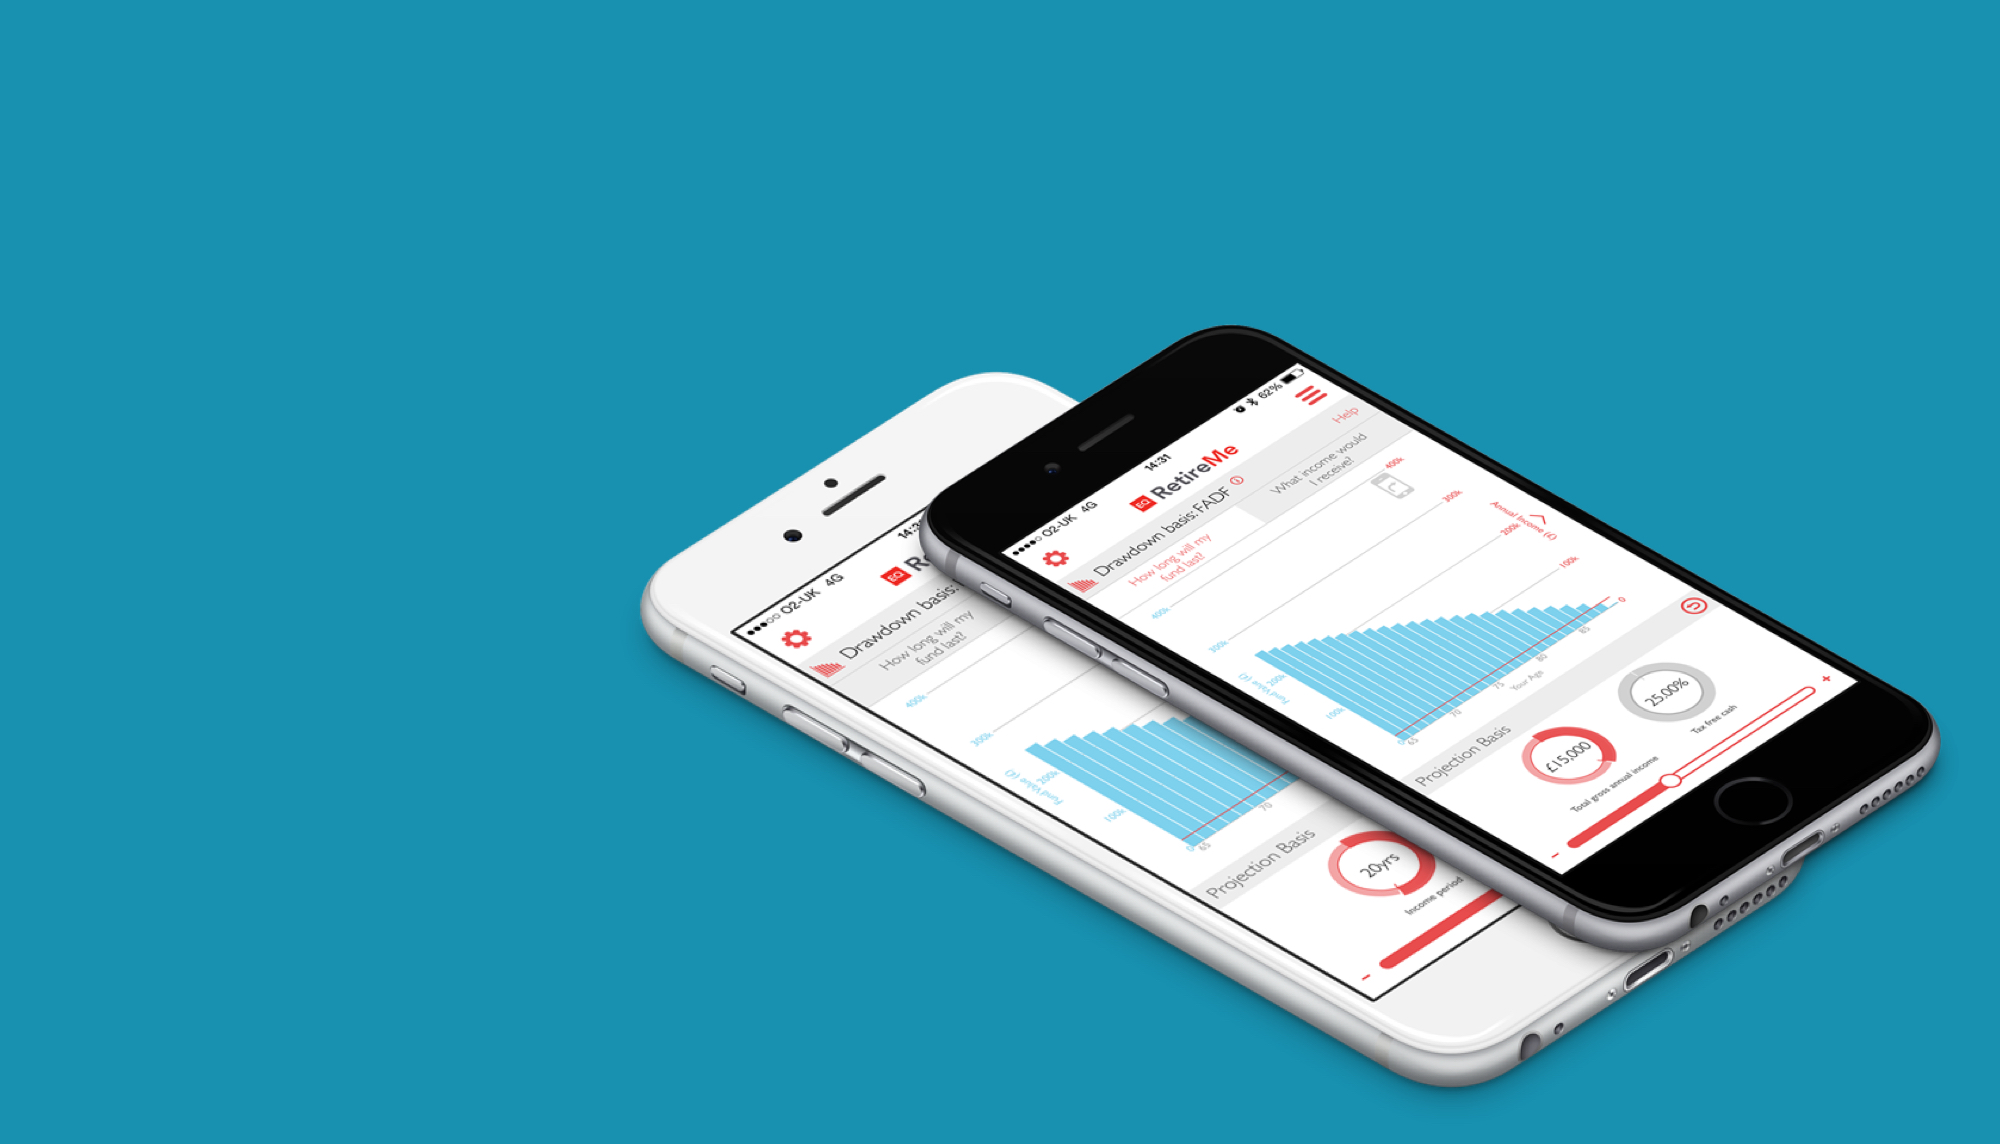 O2-UK 4G
14:31
62%
EQ RetireMe
Drawdown basis: FADF
Help
How long will my
fund last?
What income would
I receive?
400k
400k
300k
300k
Fund Value (£)
200k
200k
Annual Income (£)
100k
100k
0
0
65
70
75
80
85
Your Age
Projection Basis
£15,000
Total gross annual income
25.00%
Tax free cash
-
+
O2-UK 4G
EQ
Drawdown basis:
How long will my
fund last?
400k
300k
Fund Value (£)
200k
100k
0
65
70
Projection Basis
20yrs
Income period
-